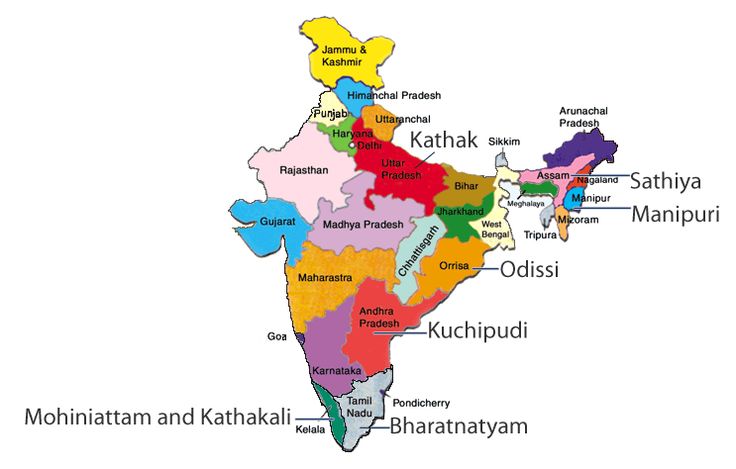 Jammu &
Kashmir
Himanchal Pradesh
Punjab
Uttaranchal
Arunachal
Pradesh
Haryana
Kathak
Sikkim
Delhi
Rajasthan
Uttar
Pradesh
Assam
Nagaland
Sathiya
Bihar
Meghalaya
Manipur
Manipuri
Jharkhand
Gujarat
Madhya Pradesh
West
Bengal
Tripura
Mizoram
Chhattisgarh
Orrisa
Odissi
Maharastra
Andhra
Pradesh
Kuchipudi
Goa
Karnataka
Tamil
Nadu
Pondicherry
Mohiniattam and Kathakali
Kelala
Bharatnatyam